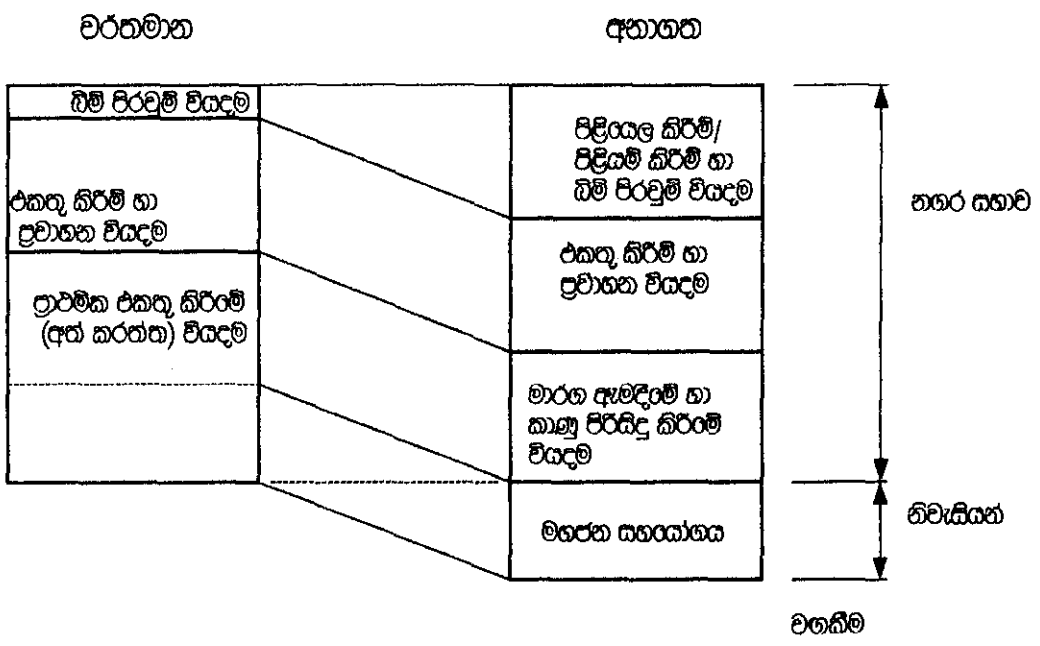 වර්තමාන
අනාගත
බිම් පිරවුම් වියදම
එකතු කිරීම් හා
ප්‍රවාහන වියදම
ප්‍රාථමික එකතු කිරීමේ
(අත් කරත්ත) වියදම
පිළියෙල කිරීම්/
පිළියම් කිරීම් හා
බිම් පිරවුම් වියදම
එකතු කිරීම් හා
ප්‍රවාහන වියදම
මාර්ග ඇමදීමේ හා
කාණු පිරිසිදු කිරීමේ
වියදම
මහජන සහයෝගය
නගර සභාව
නිවැසියන්
වගකීම